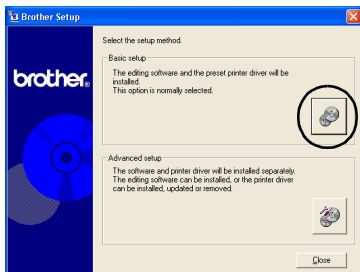 Brother Setup
Select the setup method.
brother®
Basic setup
The editing software and the preset printer driver will be
installed.
This option is normally selected.
Advanced setup
The software and printer driver will be installed separately.
The editing software can be installed, or the printer driver
can be installed, updated or removed.
Close